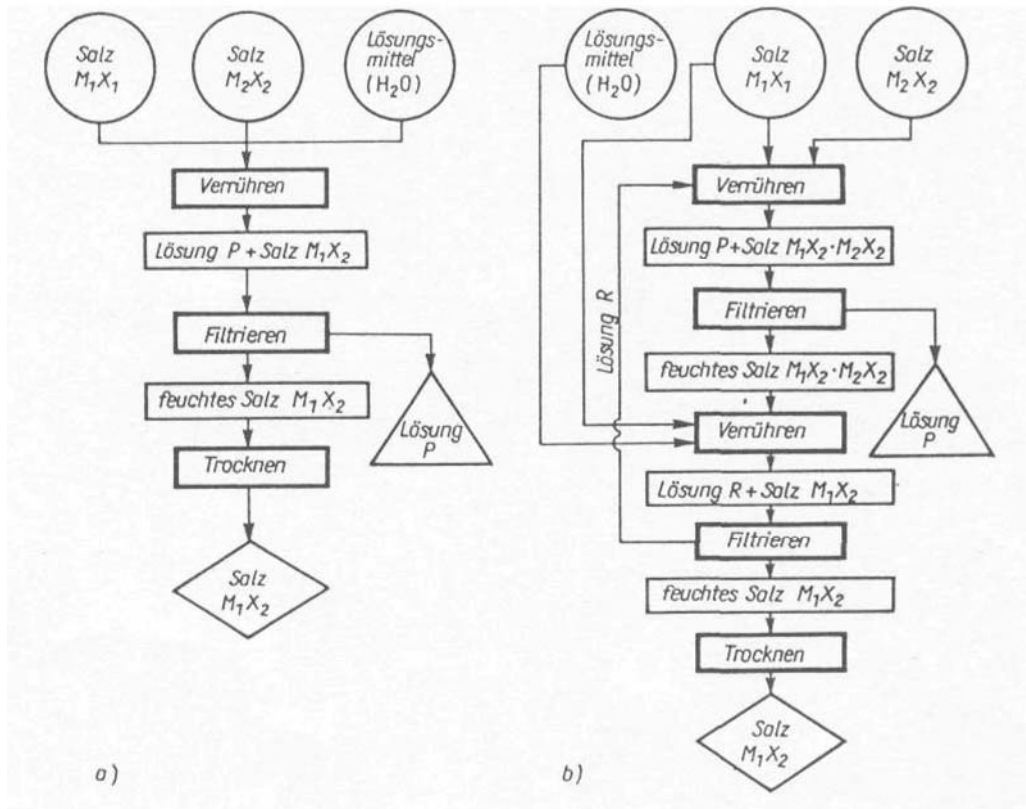 Salz
M₁X₁
Salz
M₂X₂
Lösungs-
mittel
(H₂O)
Verrühren
Lösung P + Salz M₁X₂
Filtrieren
feuchtes Salz M₁X₂
Lösung
P
Trocknen
Salz
M₁X₂
a)
Lösungs-
mittel
(H₂O)
Salz
M₁X₁
Salz
M₂X₂
Verrühren
Lösung P + Salz M₁X₂·M₂X₂
Filtrieren
Lösung R
feuchtes Salz M₁X₂·M₂X₂
Lösung
P
Verrühren
Lösung R + Salz M₁X₂
Filtrieren
feuchtes Salz M₁X₂
Trocknen
Salz
M₁X₂
b)